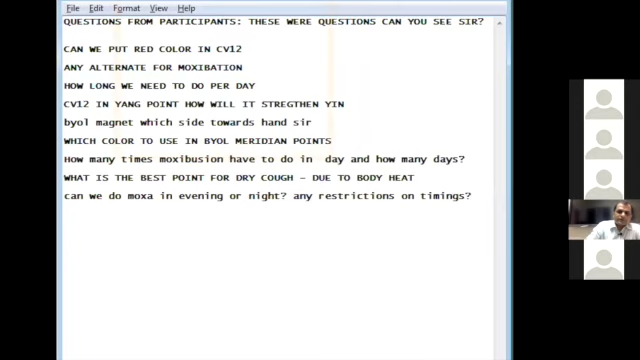 File Edit Format View Help
QUESTIONS FROM PARTICIPANTS: THESE WERE QUESTIONS CAN YOU SEE SIR?
CAN WE PUT RED COLOR IN CV12
ANY ALTERNATE FOR MOXIBATION
HOW LONG WE NEED TO DO PER DAY
CV12 IN YANG POINT HOW WILL IT STREGTHEN YIN
byol magnet which side towards hand sir
WHICH COLOR TO USE IN BYOL MERIDIAN POINTS
How many times moxibusion have to do in day and how many days?
WHAT IS THE BEST POINT FOR DRY COUGH – DUE TO BODY HEAT
can we do moxa in evening or night? any restrictions on timings?